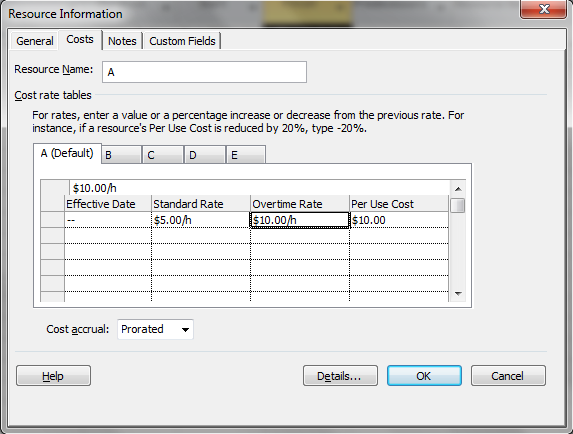 Resource Information
General Costs Notes Custom Fields
Resource Name: A
Cost rate tables
For rates, enter a value or a percentage increase or decrease from the previous rate. For
instance, if a resource's Per Use Cost is reduced by 20%, type -20%.
A (Default) B C D E
$10.00/h
Effective Date Standard Rate Overtime Rate Per Use Cost
-- $5.00/h $10.00/h $10.00
Cost accrual: Prorated
Help Details... OK Cancel